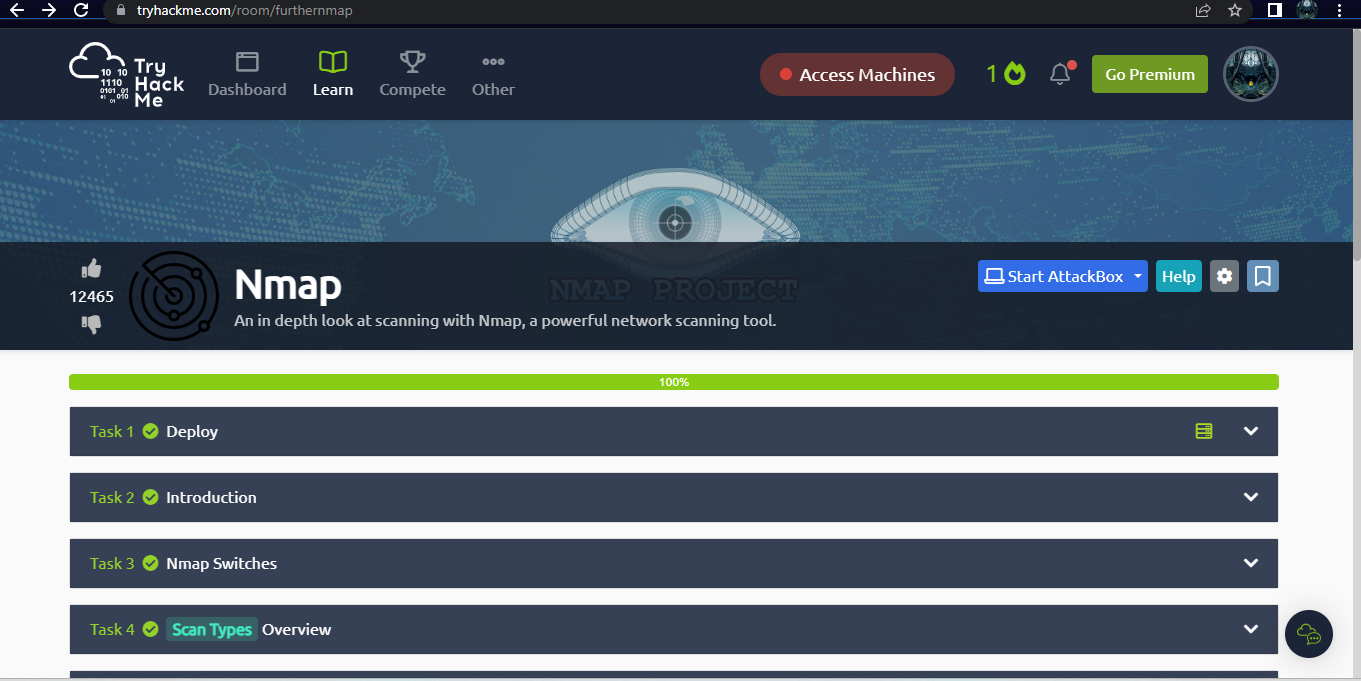 tryhackme.com/room/furthernmap
Try
Hack
Me
Dashboard
Learn
Compete
Other
Access Machines
1
Go Premium
12465
Nmap
An in depth look at scanning with Nmap, a powerful network scanning tool.
NMAP PROJECT
Start AttackBox
Help
100%
Task 1 Deploy
Task 2 Introduction
Task 3 Nmap Switches
Task 4 Scan Types Overview